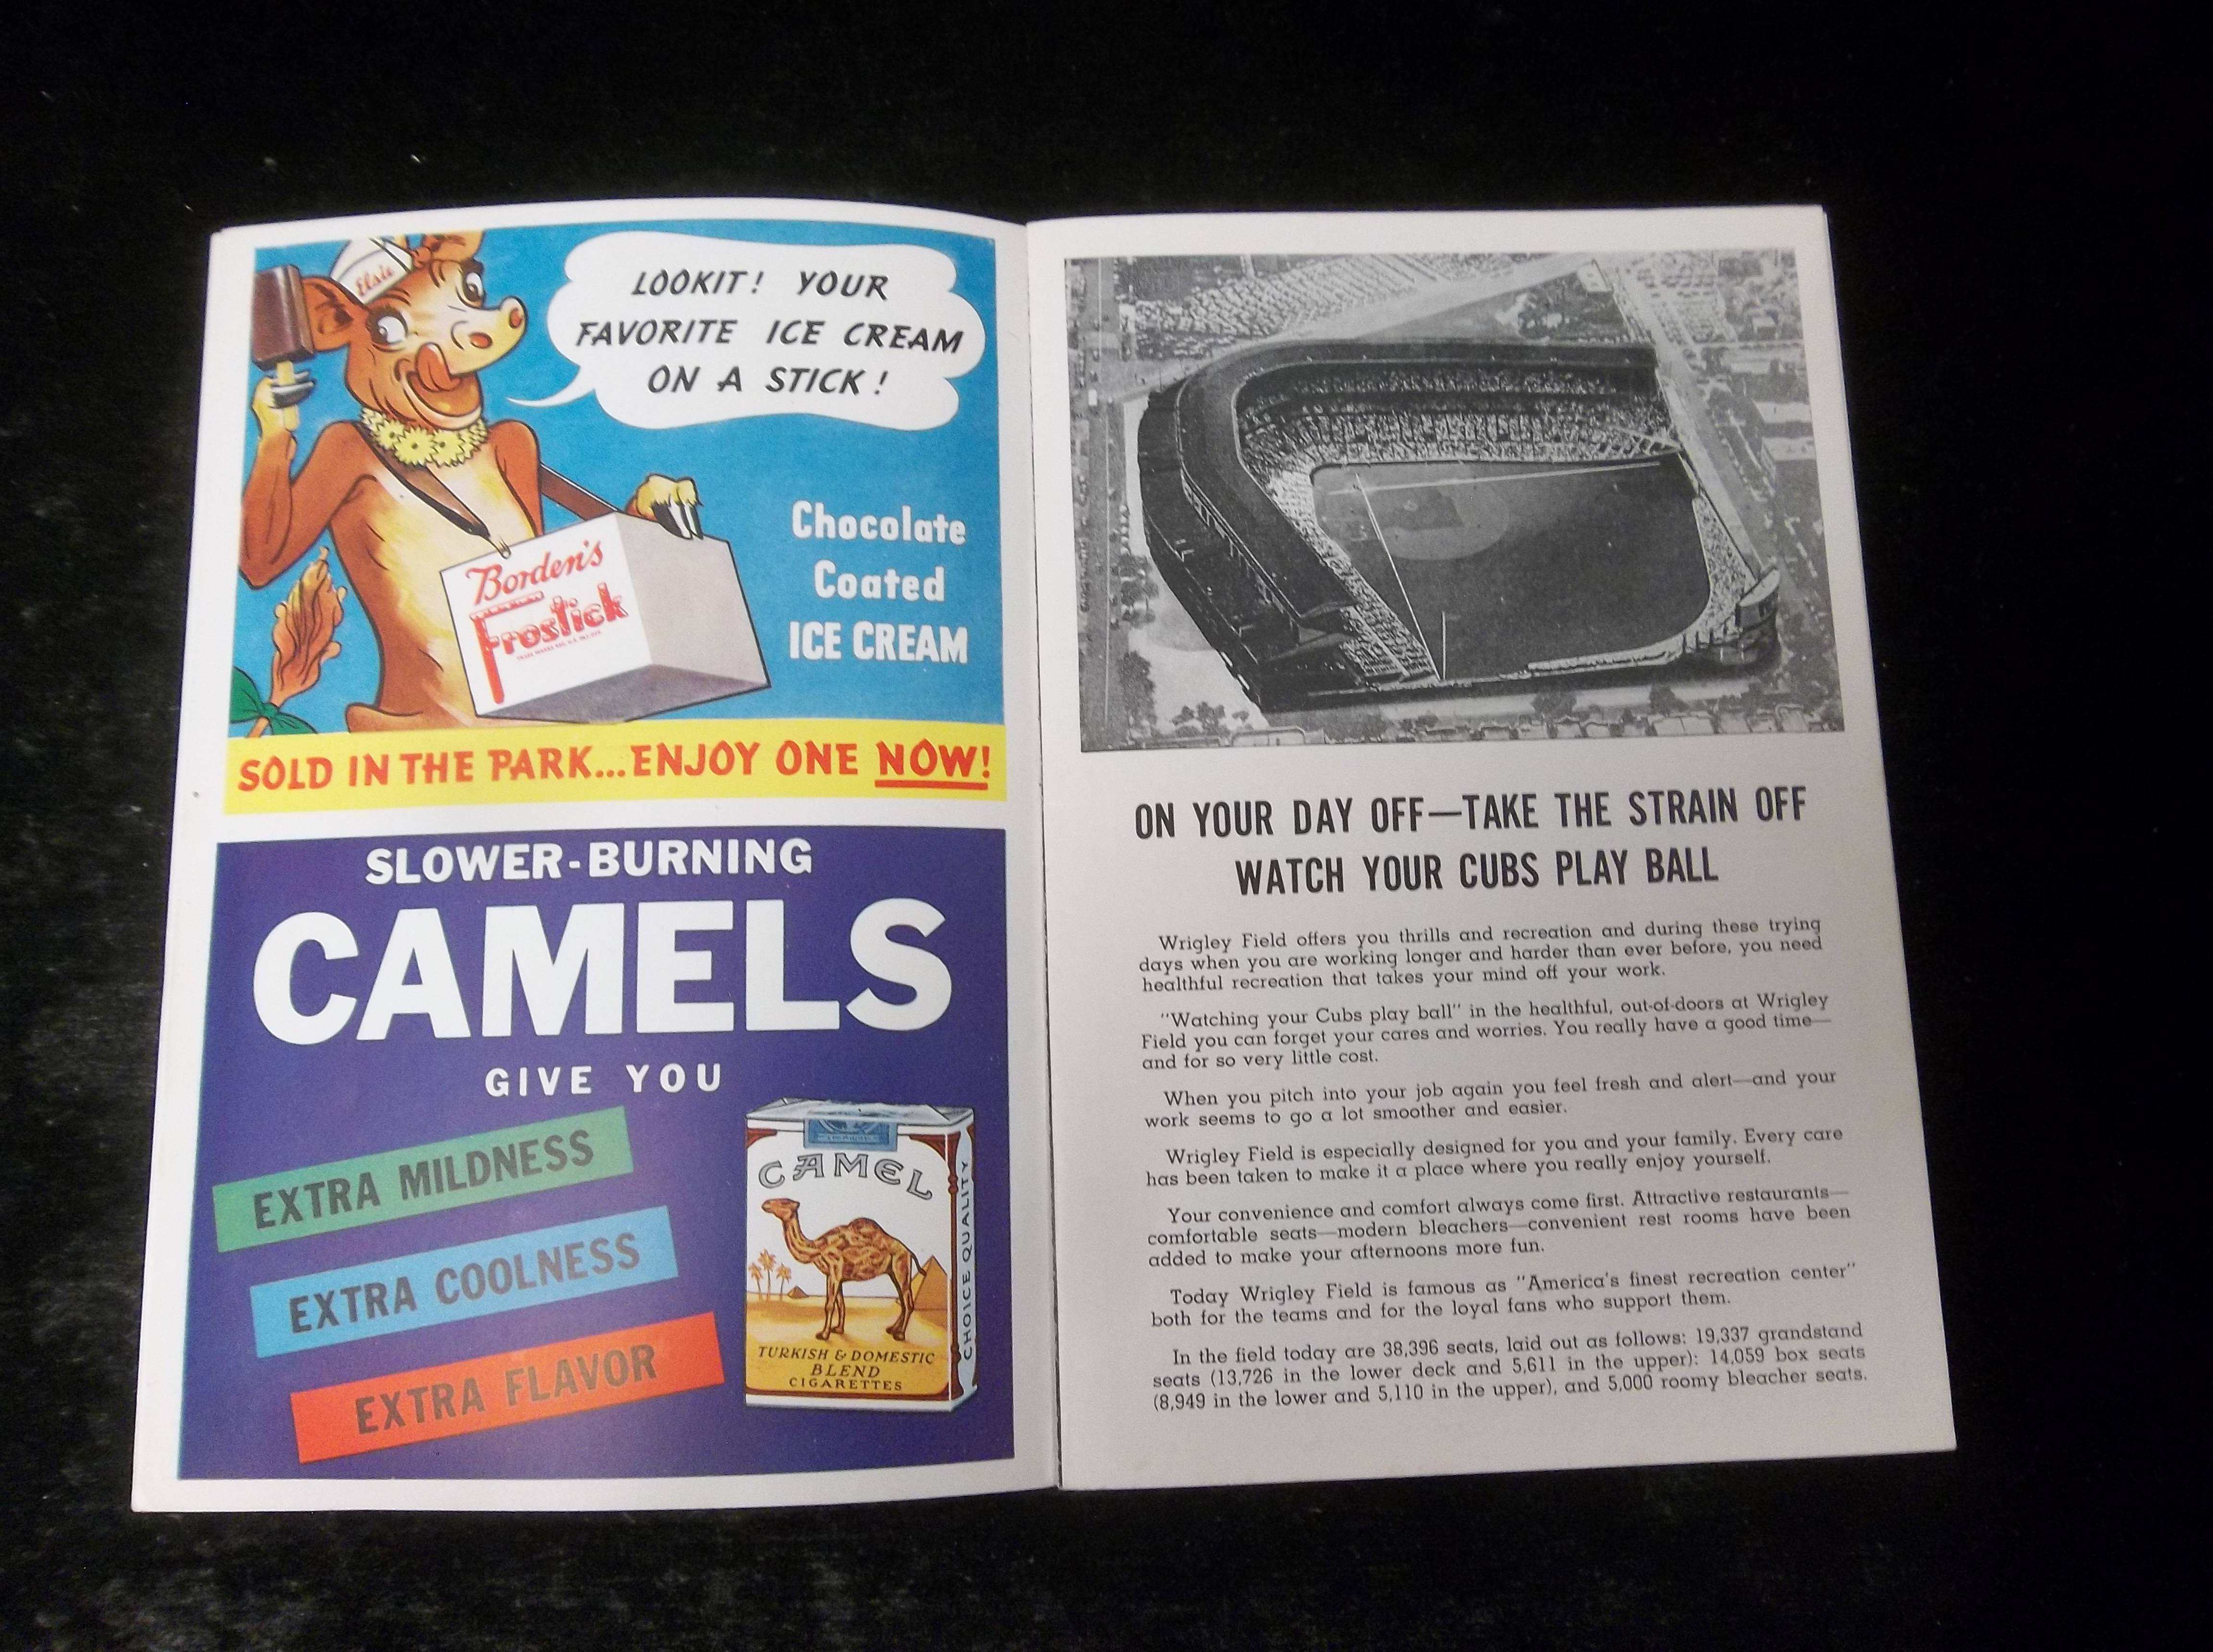 Elsie
LOOKIT! YOUR
FAVORITE ICE CREAM
ON A STICK!
Chocolate
Coated
ICE CREAM
Borden's
Frostick
SOLD IN THE PARK...ENJOY ONE NOW!
SLOWER-BURNING
CAMELS
GIVE YOU
EXTRA MILDNESS
EXTRA COOLNESS
EXTRA FLAVOR
CAMEL
CHOICE QUALITY
TURKISH & DOMESTIC
BLEND
CIGARETTES
ON YOUR DAY OFF—TAKE THE STRAIN OFF
WATCH YOUR CUBS PLAY BALL
Wrigley Field offers you thrills and recreation and during these trying
days when you are working longer and harder than ever before, you need
healthful recreation that takes your mind off your work.
"Watching your Cubs play ball" in the healthful, out-of-doors at Wrigley
Field you can forget your cares and worries. You really have a good time—
and for so very little cost.
When you pitch into your job again you feel fresh and alert—and your
work seems to go a lot smoother and easier.
Wrigley Field is especially designed for you and your family. Every care
has been taken to make it a place where you really enjoy yourself.
Your convenience and comfort always come first. Attractive restaurants—
comfortable seats—modern bleachers—convenient rest rooms have been
added to make your afternoons more fun.
Today Wrigley Field is famous as "America's finest recreation center"
both for the teams and for the loyal fans who support them.
In the field today are 38,396 seats, laid out as follows: 19,337 grandstand
seats (13,726 in the lower deck and 5,611 in the upper): 14,059 box seats
(8,949 in the lower and 5,110 in the upper), and 5,000 roomy bleacher seats.